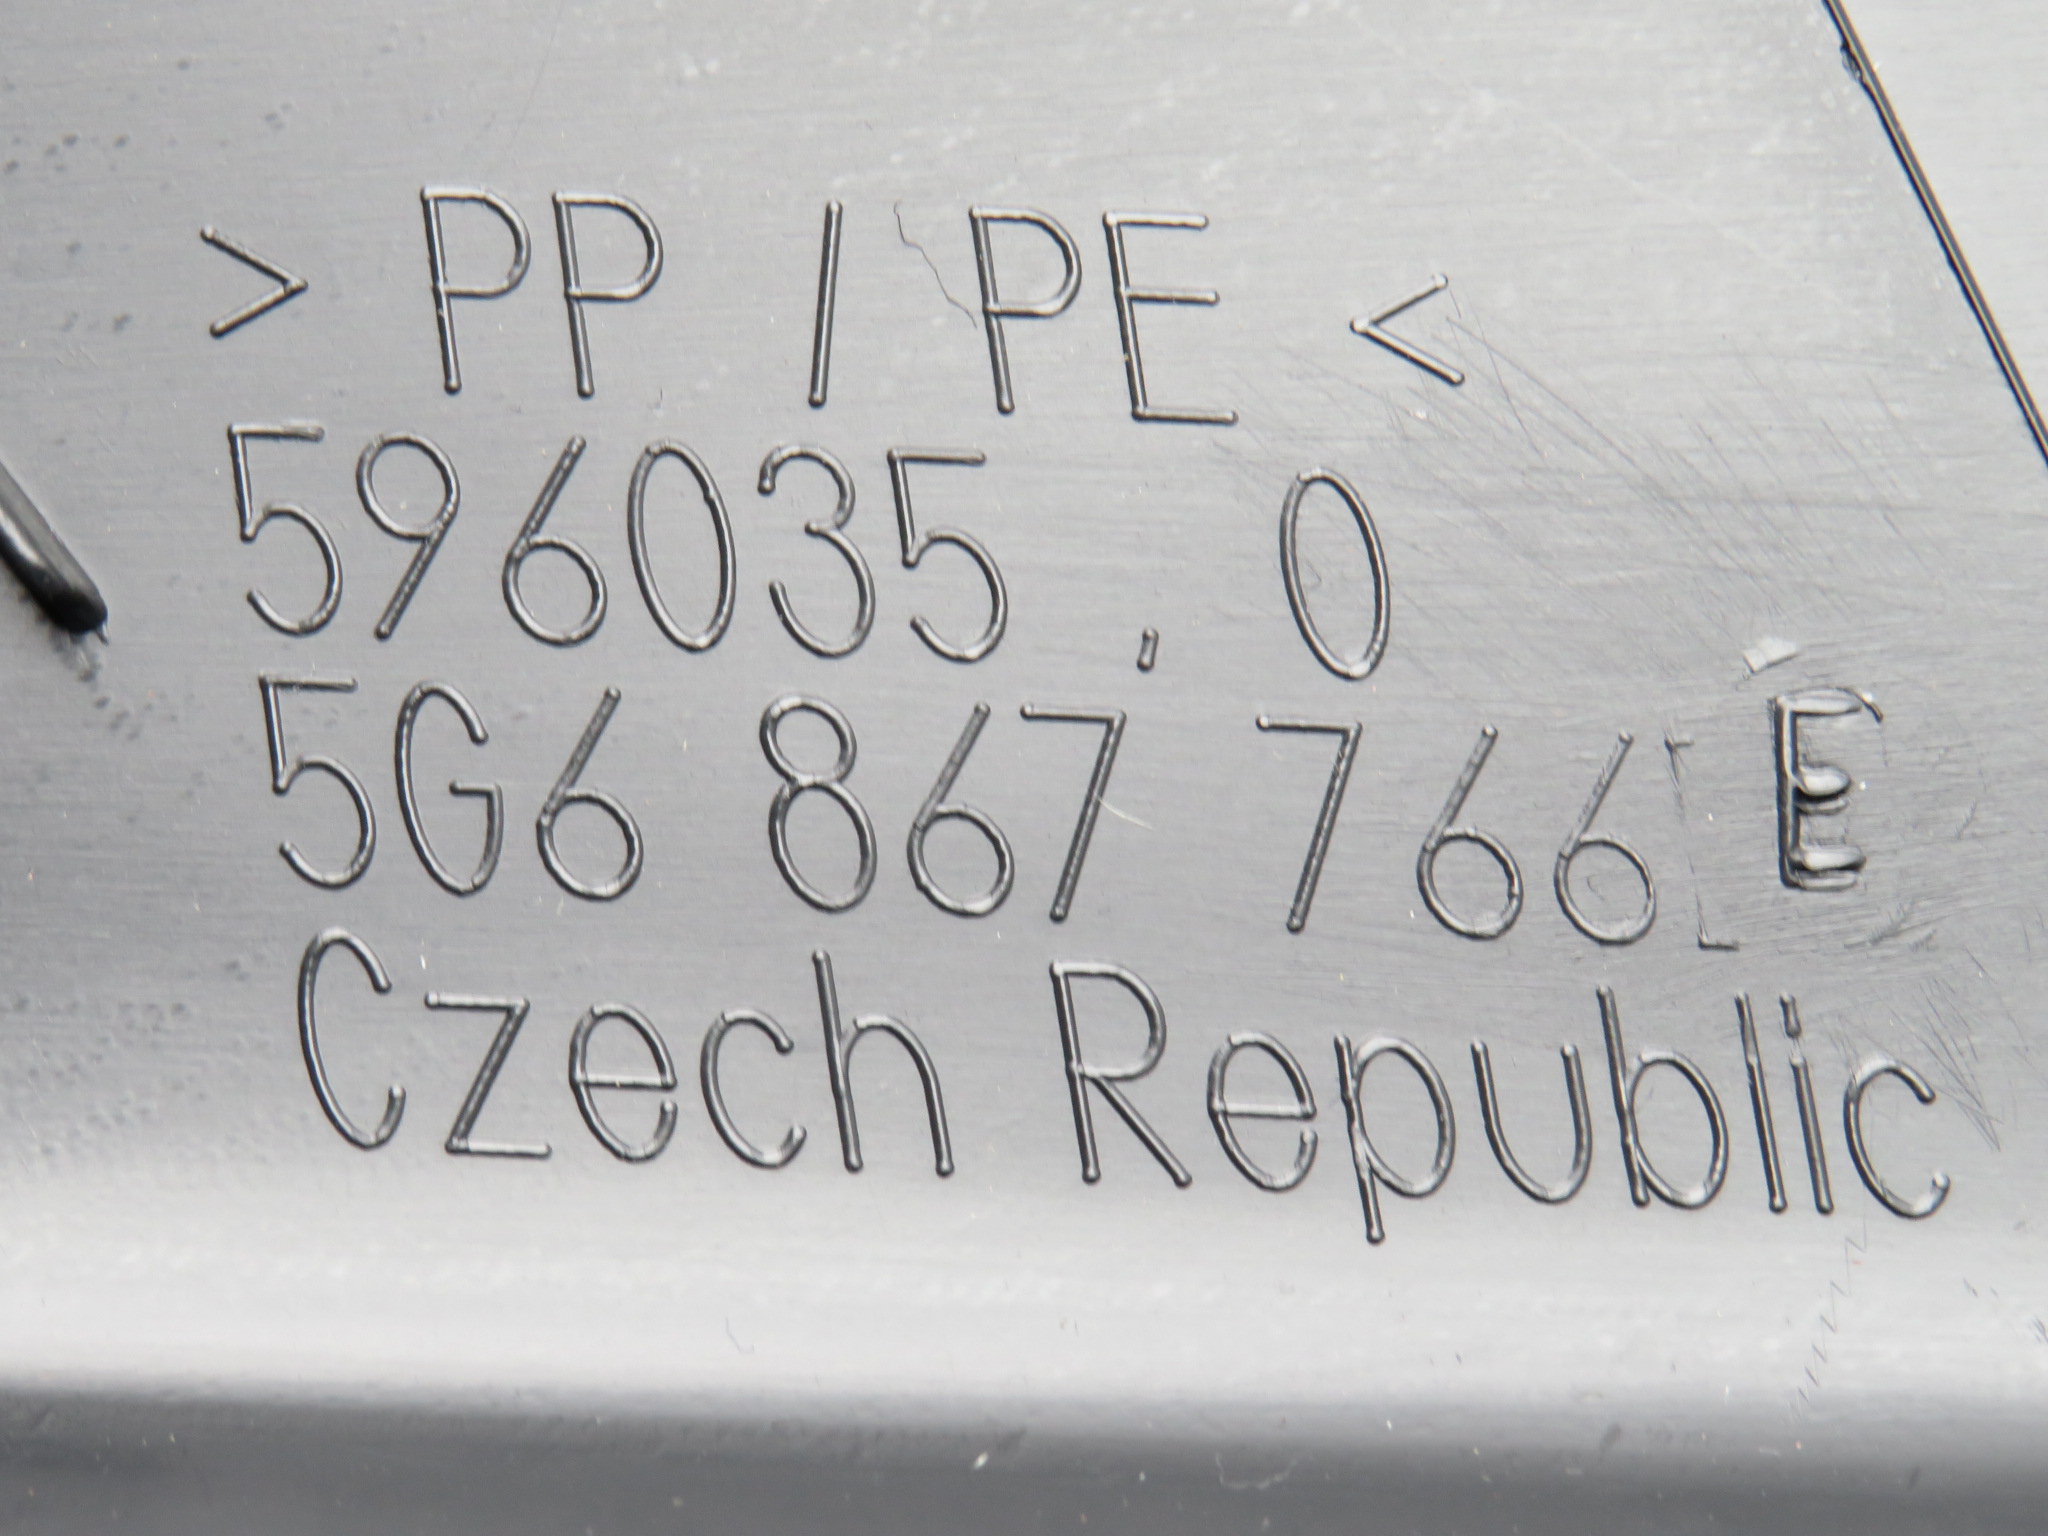 > PP / PE <
596035 . 0
5G6 867 766 E
Czech Republic